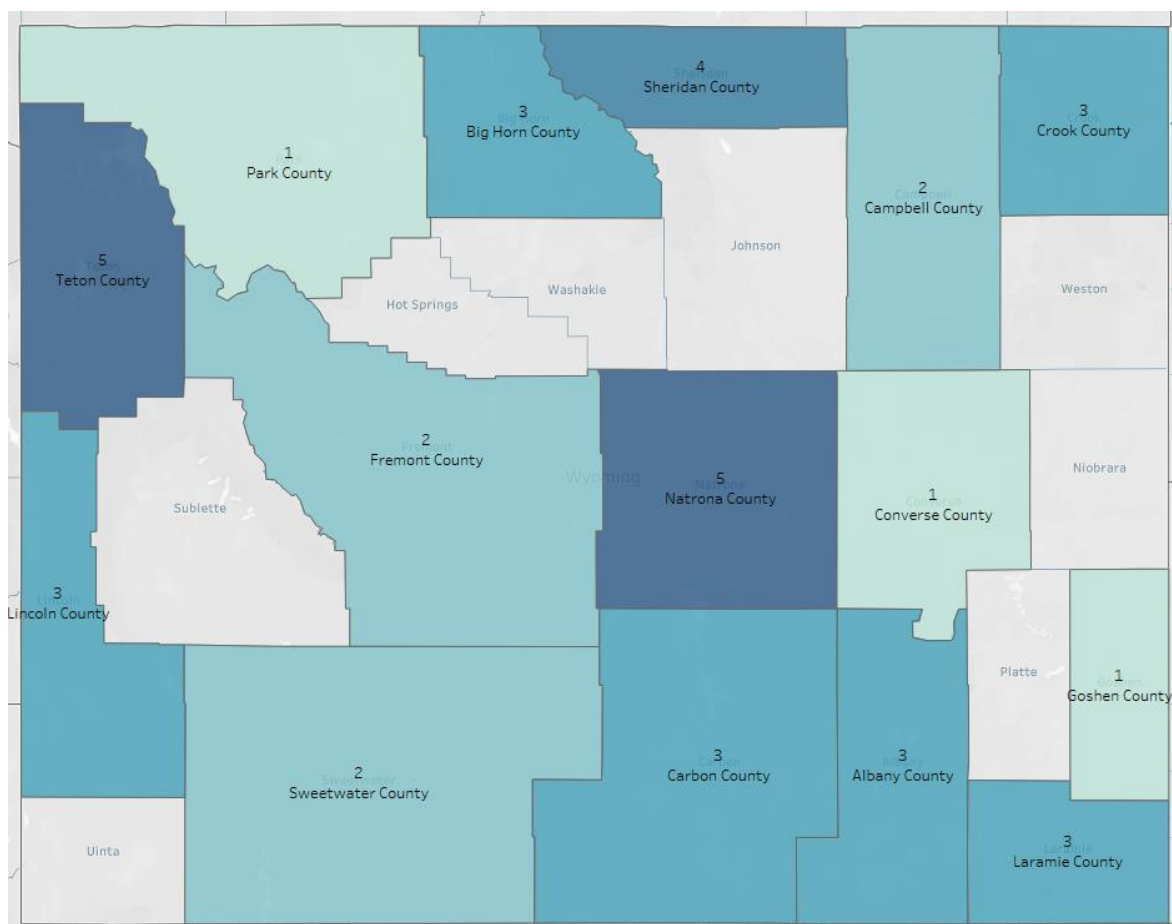 4
Sheridan County
3
Big Horn County
3
Crook County
1
Park County
2
Campbell County
Johnson
5
Teton County
Washakie
Weston
Hot Springs
2
Fremont County
Wyoming
5
Natrona County
1
Converse County
Niobrara
Sublette
3
Lincoln County
Platte
1
Goshen County
2
Sweetwater County
3
Carbon County
3
Albany County
Uinta
3
Laramie County